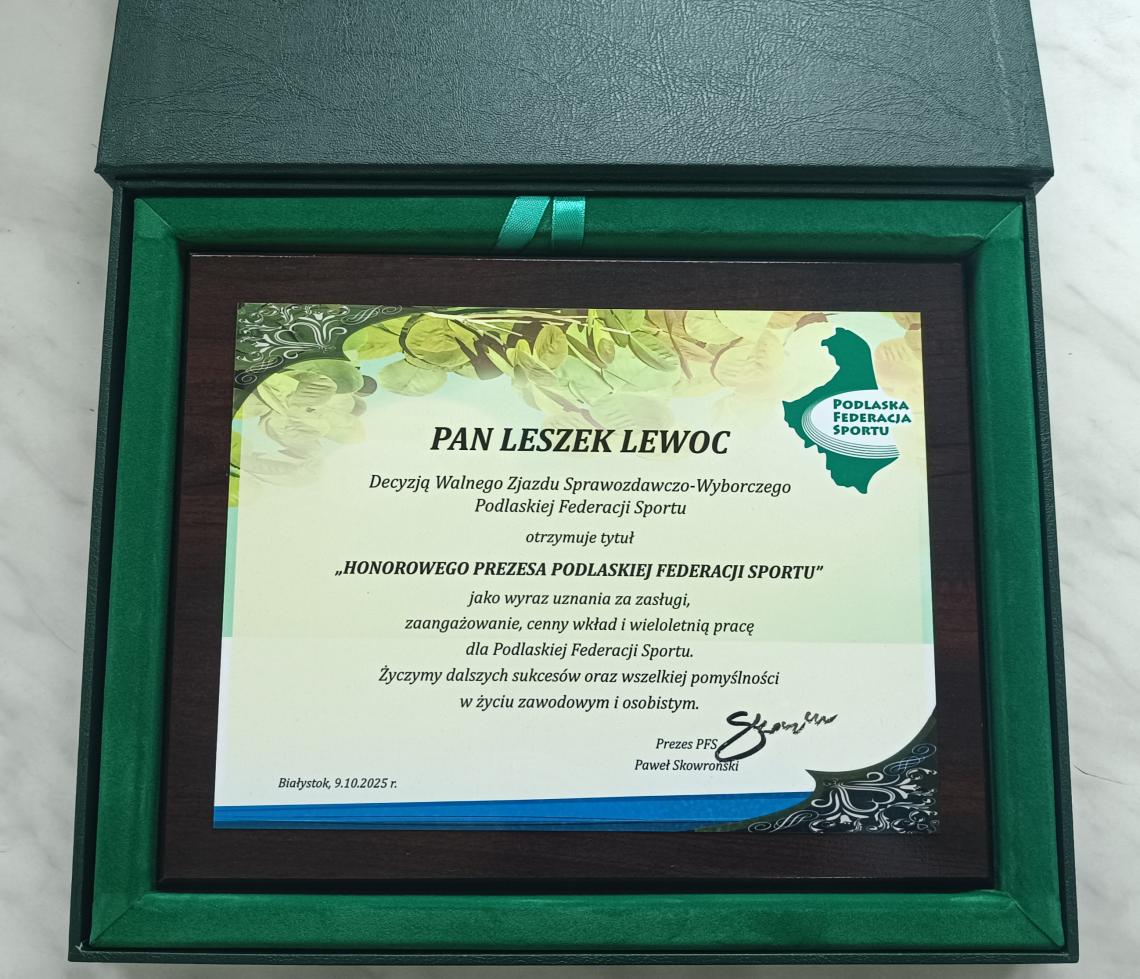 PODLASKA
FEDERACJA
SPORTU
PAN LESZEK LEWOC
Decyzją Walnego Zjazdu Sprawozdawczo-Wyborczego
Podlaskiej Federacji Sportu
otrzymuje tytuł
„HONOROWEGO PREZESA PODLASKIEJ FEDERACJI SPORTU”
jako wyraz uznania za zasługi,
zaangażowanie, cenny wkład i wieloletnią pracę
dla Podlaskiej Federacji Sportu.
Życzymy dalszych sukcesów oraz wszelkiej pomyślności
w życiu zawodowym i osobistym.
Prezes PFS
Paweł Skowroński
Białystok, 9.10.2025 r.